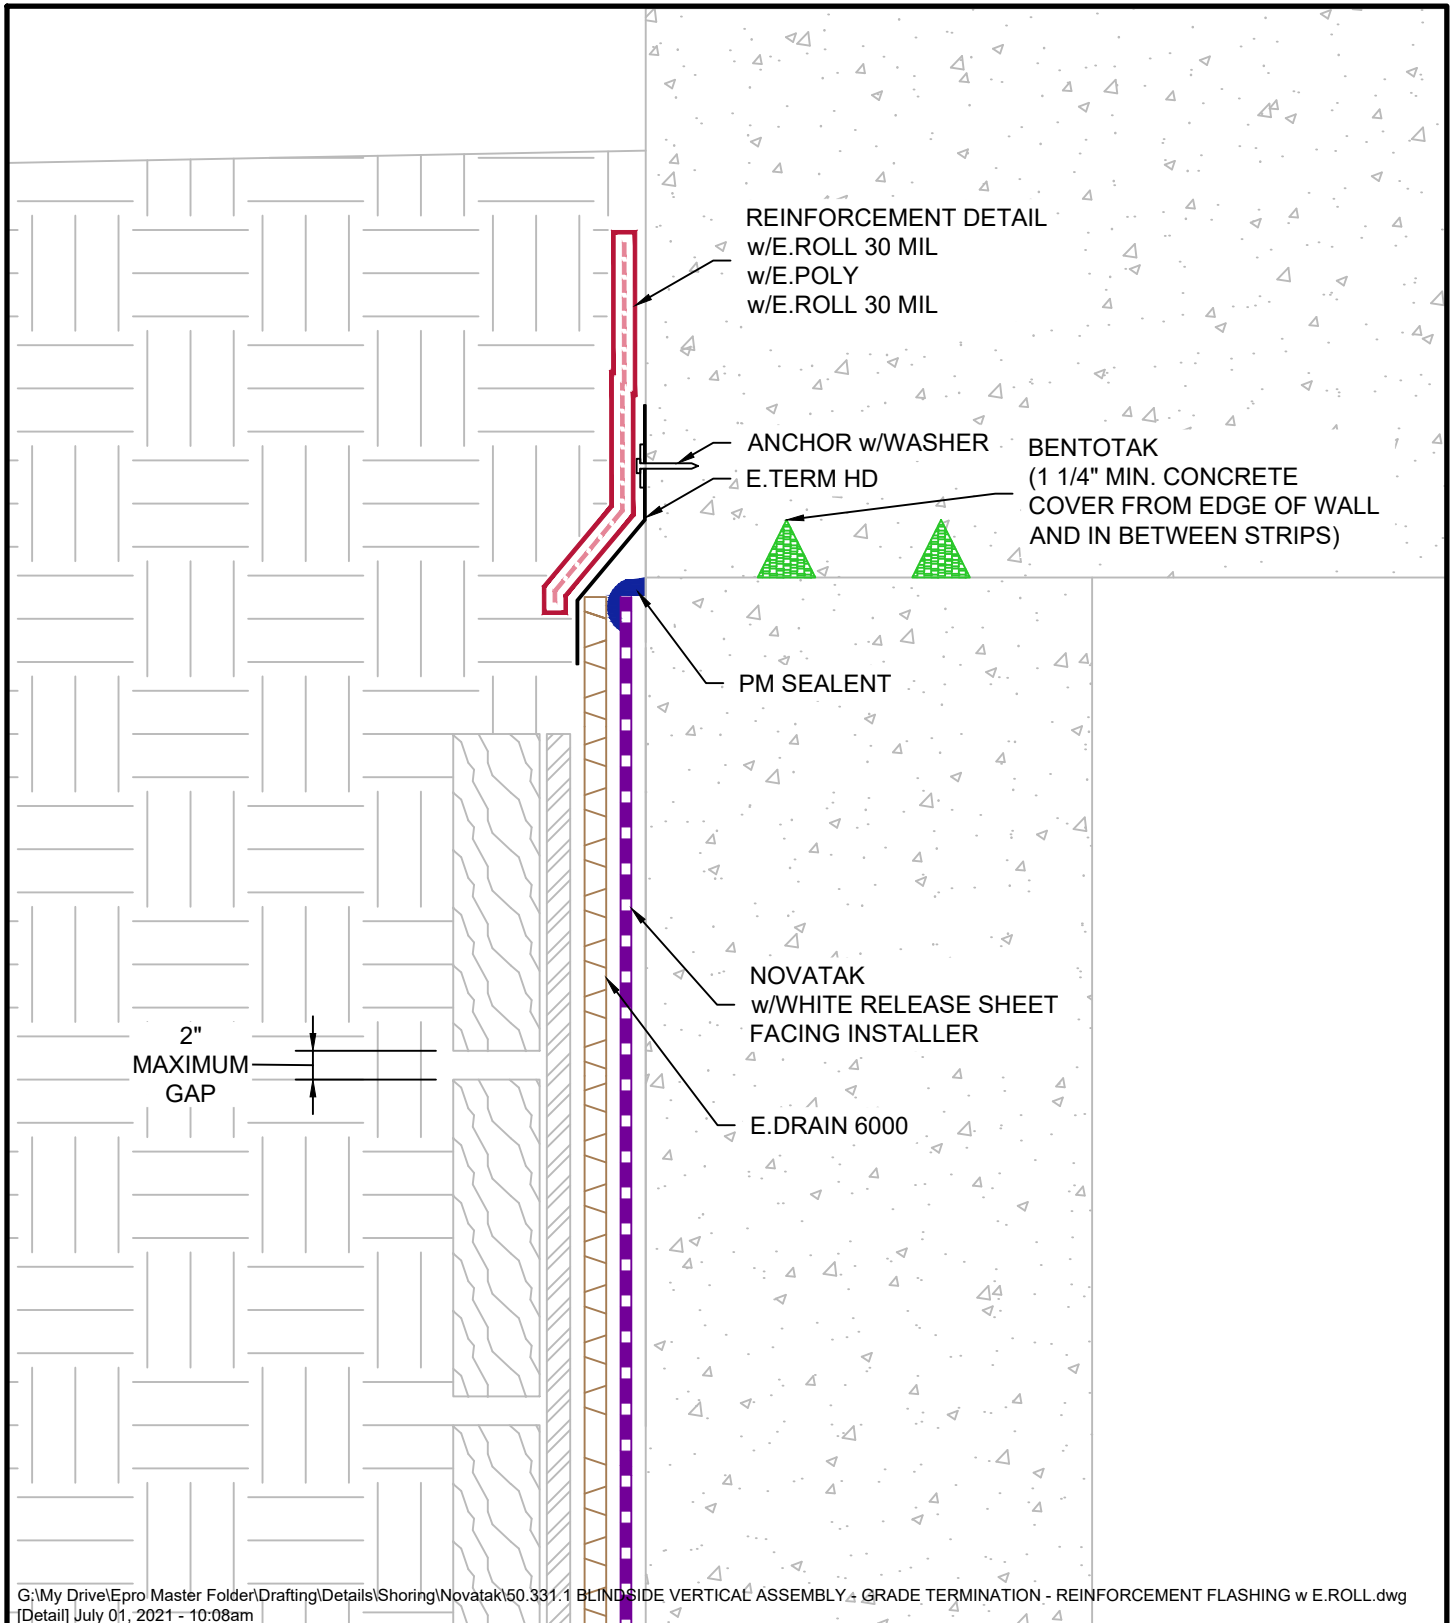 REINFORCEMENT DETAIL
w/E.ROLL 30 MIL
w/E.POLY
w/E.ROLL 30 MIL
ANCHOR w/WASHER
E.TERM HD
BENTOTAK
(1 1/4" MIN. CONCRETE
COVER FROM EDGE OF WALL
AND IN BETWEEN STRIPS)
PM SEALENT
NOVATAK
w/WHITE RELEASE SHEET
FACING INSTALLER
2"
MAXIMUM
GAP
E.DRAIN 6000
G:\My Drive\Epro Master Folder\Drafting\Details\Shoring\Novatak\50.331.1 BLINDSIDE VERTICAL ASSEMBLY - GRADE TERMINATION - REINFORCEMENT FLASHING w E.ROLL.dwg
[Detail] July 01, 2021 - 10:08am